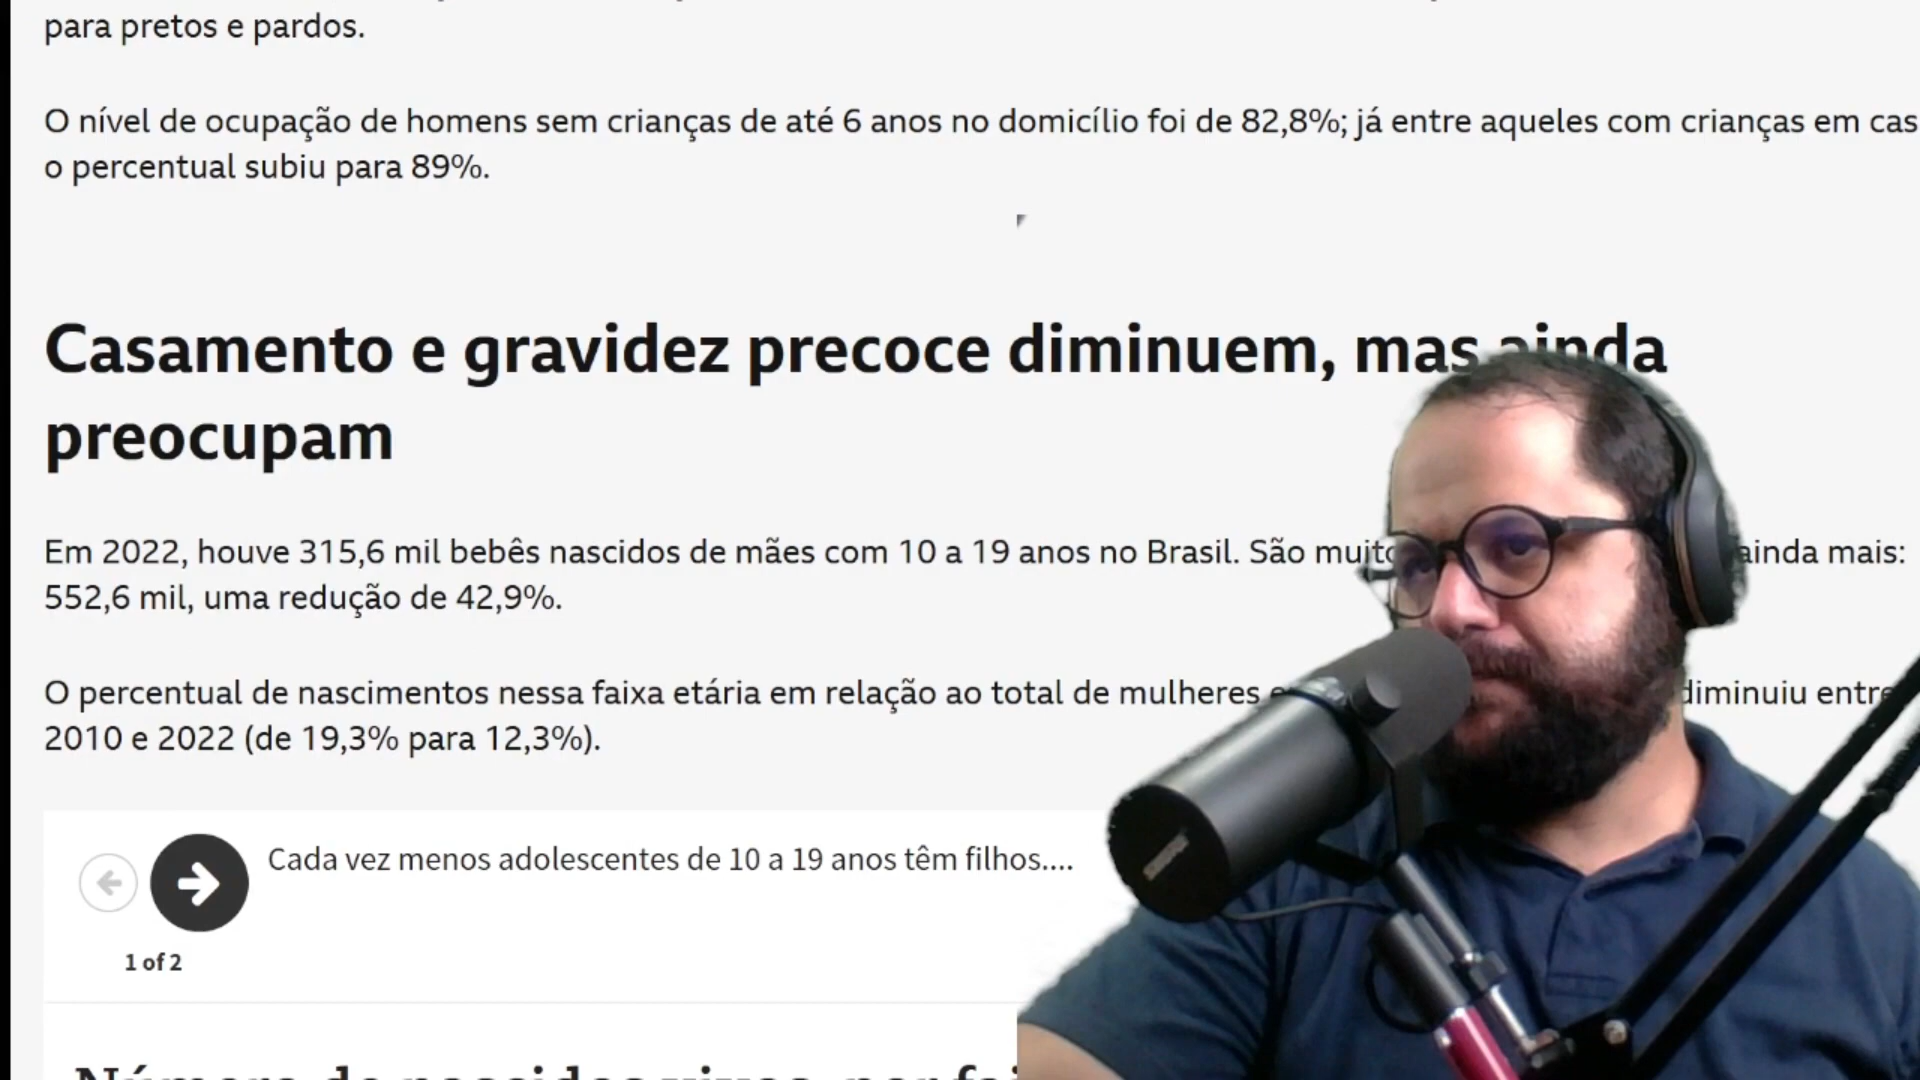 para pretos e pardos.
O nível de ocupação de homens sem crianças de até 6 anos no domicílio foi de 82,8%; já entre aqueles com crianças em cas
o percentual subiu para 89%.
Casamento e gravidez precoce diminuem, mas ainda
preocupam
Em 2022, houve 315,6 mil bebês nascidos de mães com 10 a 19 anos no Brasil. São ainda mais:
552,6 mil, uma redução de 42,9%.
O percentual de nascimentos nessa faixa etária em relação ao total de mulheres diminuiu entre
2010 e 2022 (de 19,3% para 12,3%).
Cada vez menos adolescentes de 10 a 19 anos têm filhos....
1 of 2